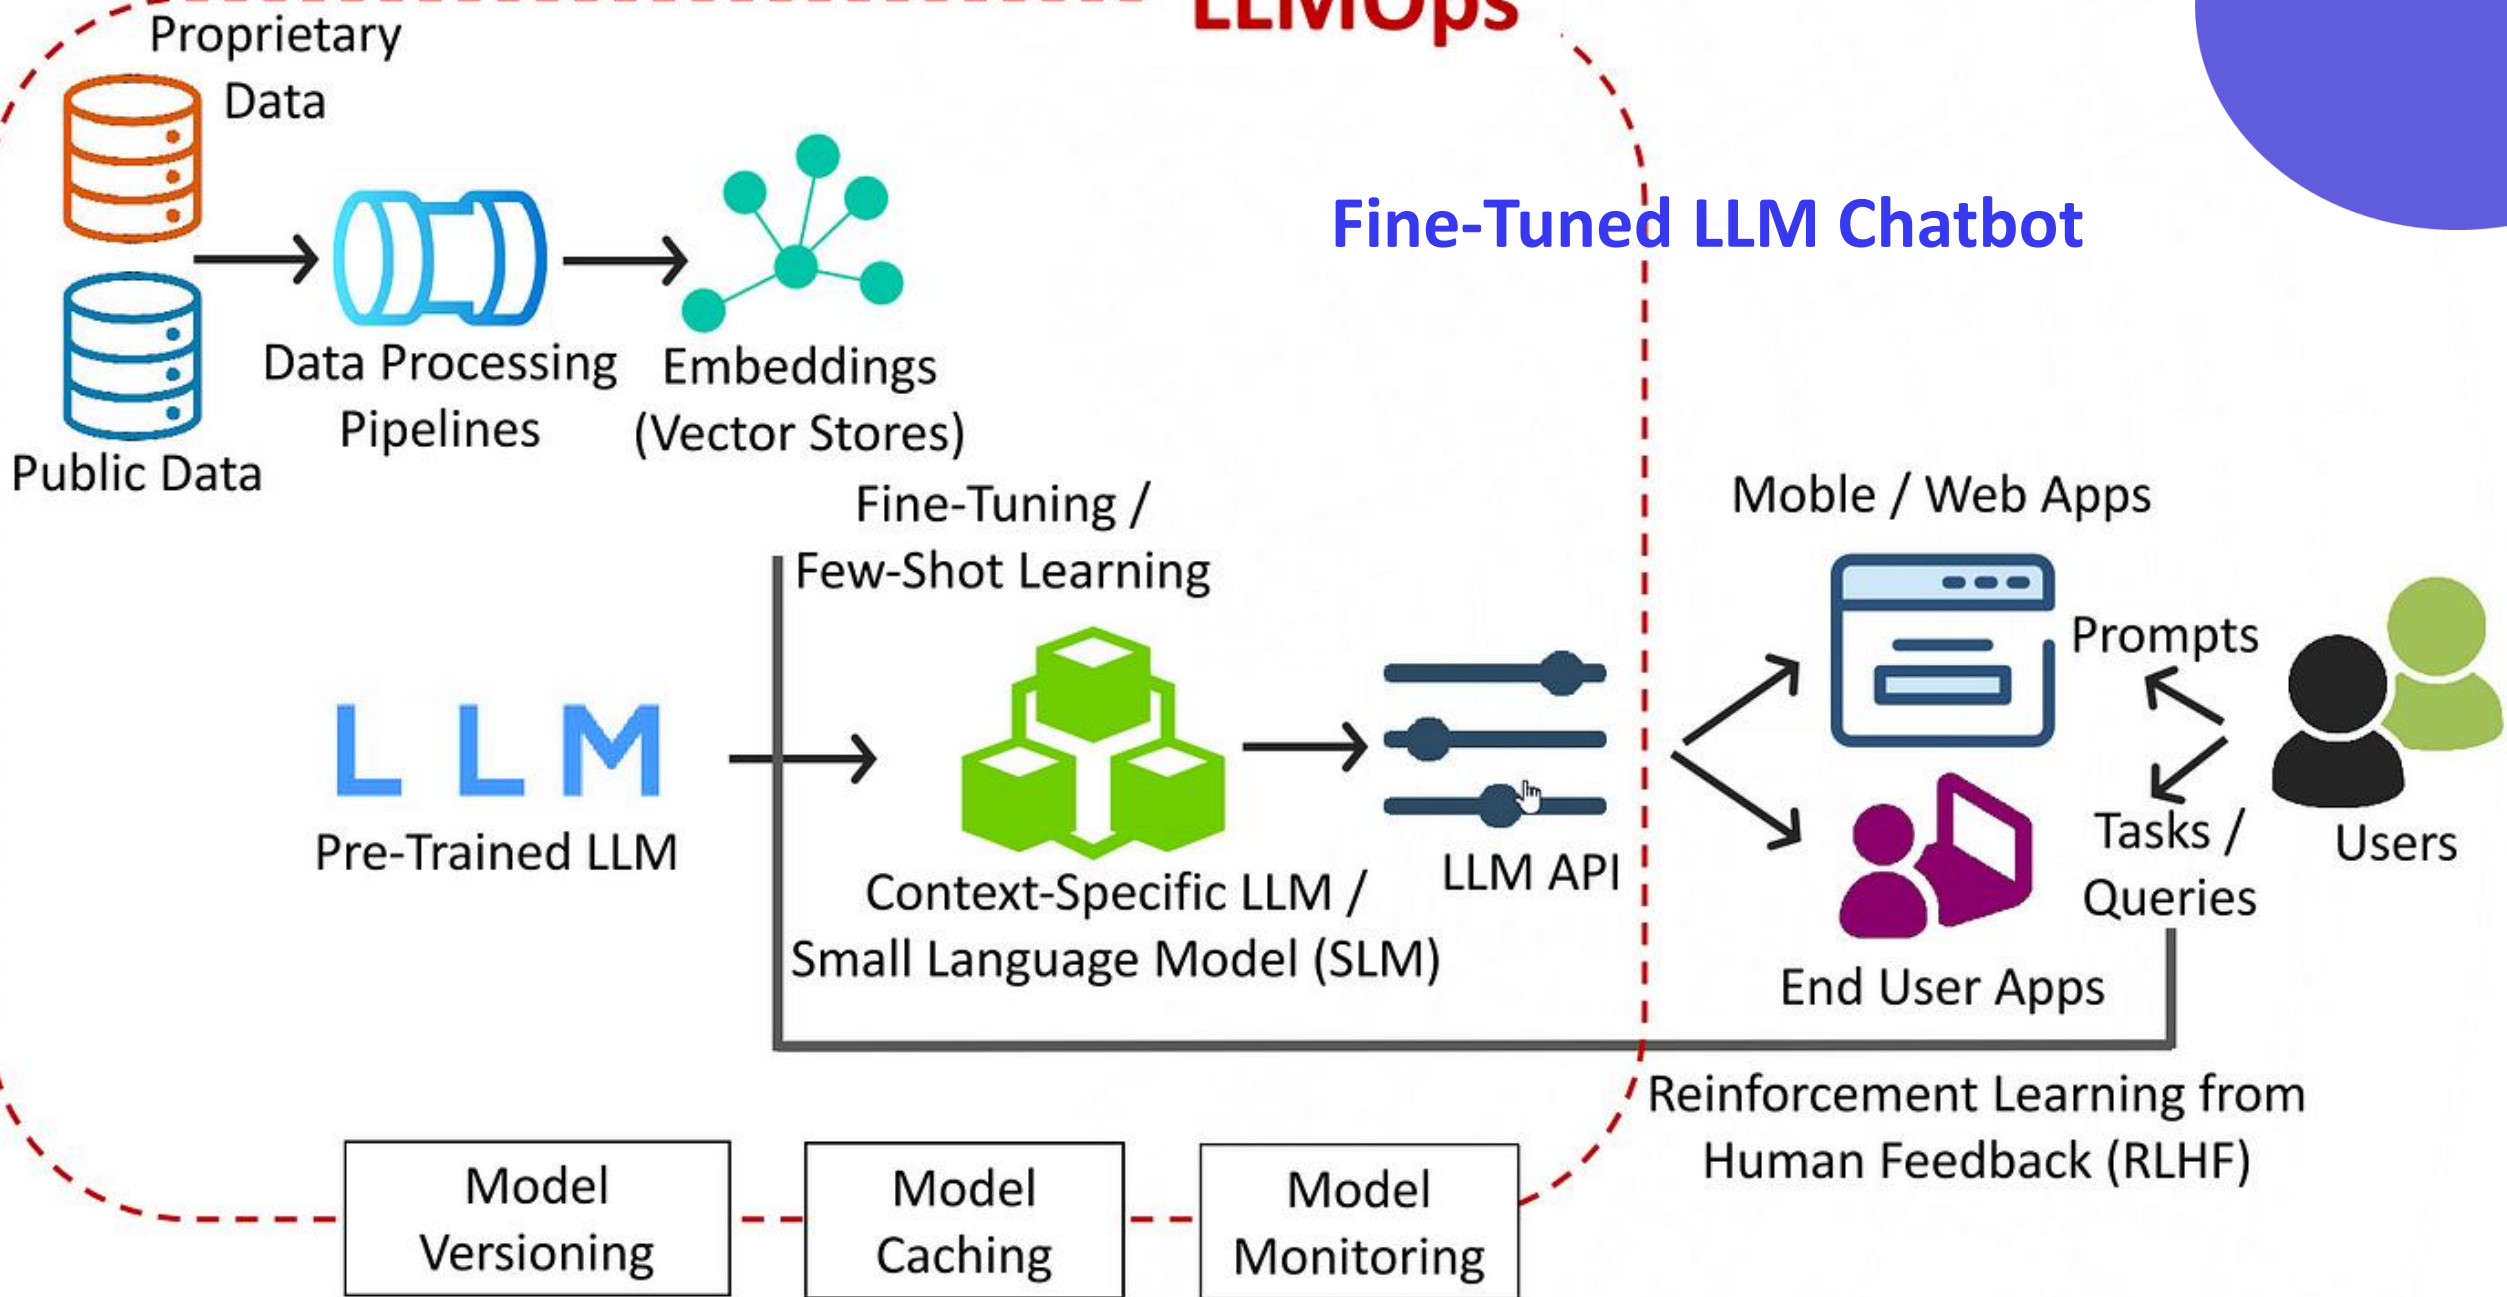 LLMOps
Proprietary
Data
Fine-Tuned LLM Chatbot
Data Processing
Pipelines
Embeddings
(Vector Stores)
Public Data
Fine-Tuning /
Few-Shot Learning
Moble / Web Apps
Prompts
LLM
Pre-Trained LLM
Context-Specific LLM /
Small Language Model (SLM)
LLM API
Tasks /
Queries
Users
End User Apps
Reinforcement Learning from
Human Feedback (RLHF)
Model
Versioning
Model
Caching
Model
Monitoring